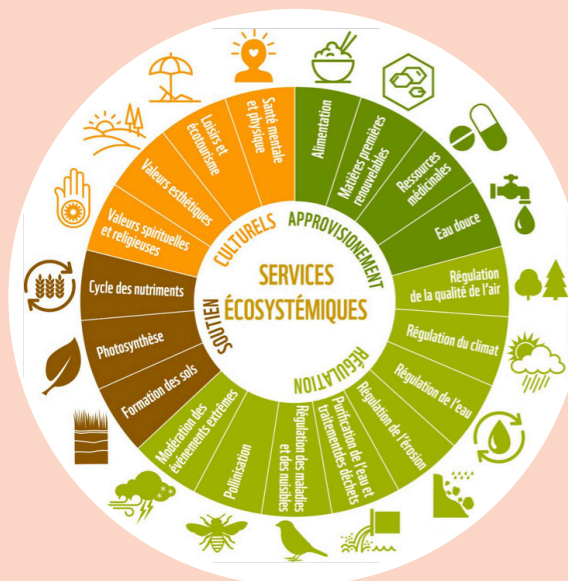 SERVICES
ÉCOSYSTÉMIQUES
CULTURELS
APPROVISIONEMENT
RÉGULATION
SOUTIEN
Alimentation
Matières premières
renouvelables
Ressources
médicinales
Eau douce
Régulation
de la qualité de l'air
Régulation du climat
Régulation de l'eau
Régulation de l'érosion
Purification de l'eau et
traitementdes déchets
Régulation des maladies
et des nuisibles
Pollinisation
Modération des
événements extrêmes
Formation des sols
Photosynthèse
Cycle des nutriments
Valeurs spirituelles
et religieuses
Valeurs esthétiques
Loisirs et
écotourisme
Santé mentale
et physique